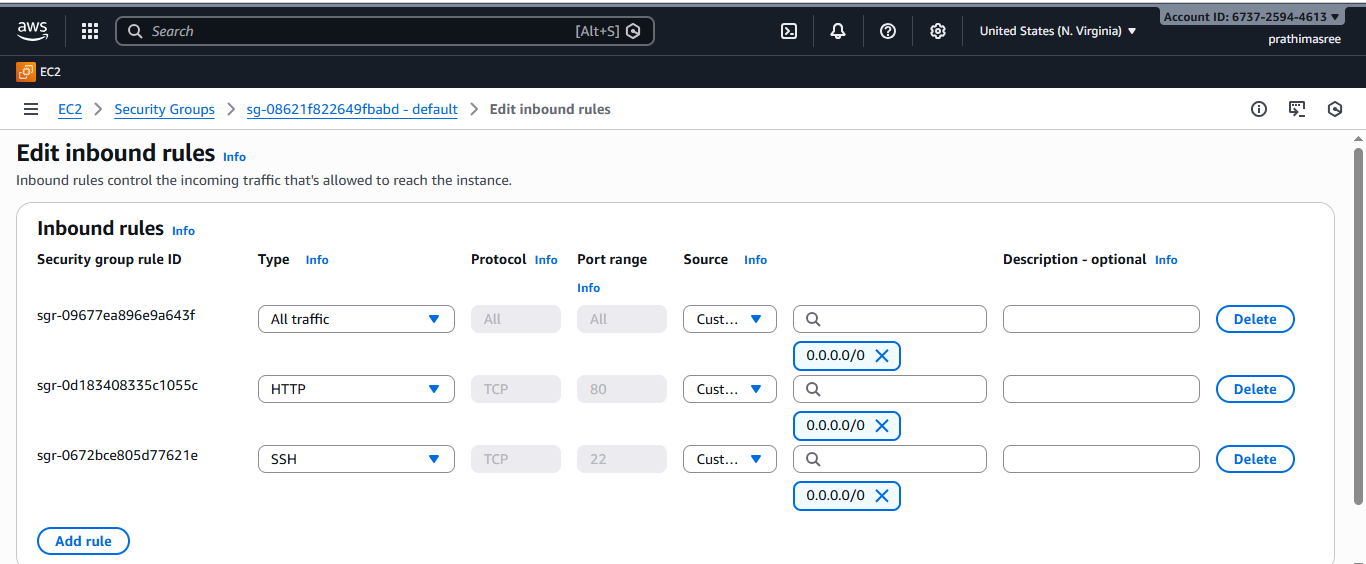 aws
Search [Alt+S]
United States (N. Virginia)
Account ID: 6737-2594-4613
prathimasree
EC2
EC2 > Security Groups > sg-08621f822649fbabd - default > Edit inbound rules
Edit inbound rules Info
Inbound rules control the incoming traffic that's allowed to reach the instance.
Inbound rules Info
Security group rule ID Type Info Protocol Info Port range Source Info Description - optional Info
Info
sgr-09677ea896e9a643f All traffic All All Cust... Delete
0.0.0.0/0
sgr-0d183408335c1055c HTTP TCP 80 Cust... Delete
0.0.0.0/0
sgr-0672bce805d77621e SSH TCP 22 Cust... Delete
0.0.0.0/0
Add rule